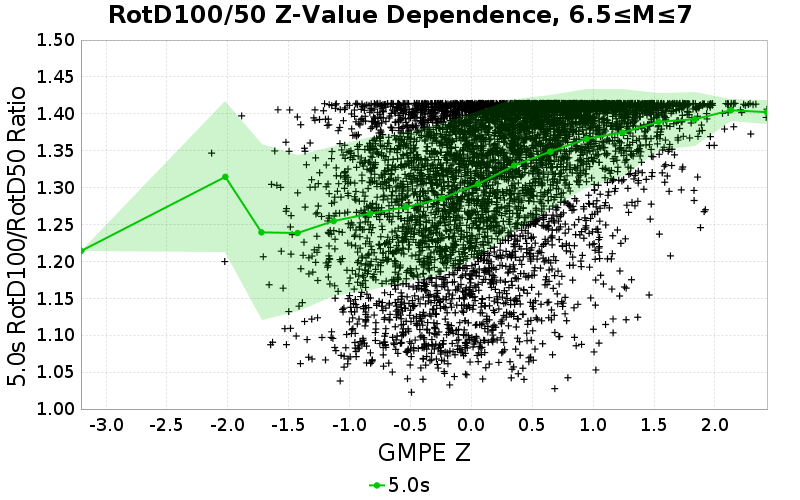 RotD100/50 Z-Value Dependence, 6.5≤M≤7
5.0s RotD100/RotD50 Ratio
1.50
1.45
1.40
1.35
1.30
1.25
1.20
1.15
1.10
1.05
1.00
-3.0 -2.5 -2.0 -1.5 -1.0 -0.5 0.0 0.5 1.0 1.5 2.0
GMPE Z
5.0s